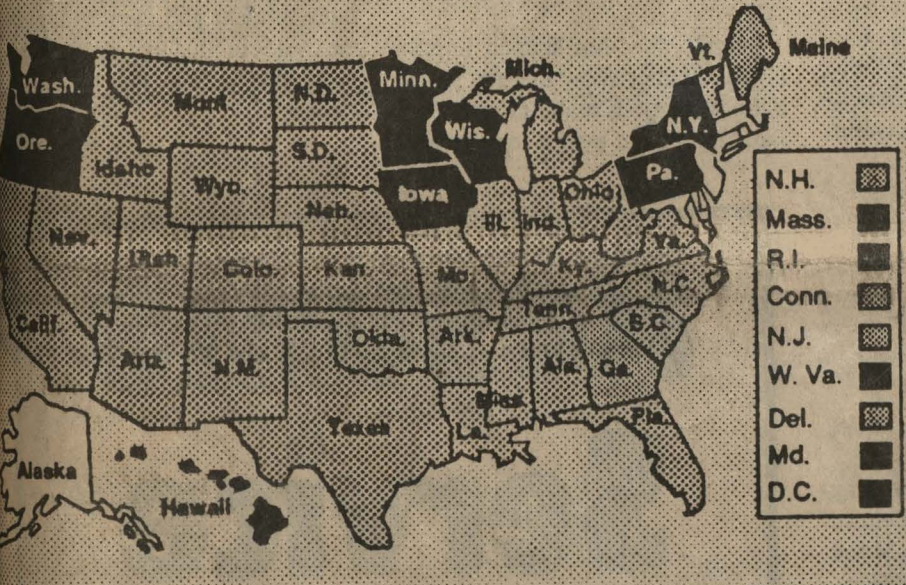 Vt.
Maine
Mich.
Wash.
Mont
N.D.
Minn.
Ore.
Idaho
S.D.
Wis.
N.Y.
Wyo.
Iowa
Pa.
Neb.
Ill.
Ind.
Ohio
Nev.
Utah
Colo.
Kan.
Mo.
Ky.
Va.
N.C.
Tenn.
Calif.
Ariz.
N.M.
Okla.
Ark.
S.C.
Miss.
Ala.
Ga.
Texas
La.
Fla.
Alaska
Hawaii
N.H.
Mass.
R.I.
Conn.
N.J.
W. Va.
Del.
Md.
D.C.